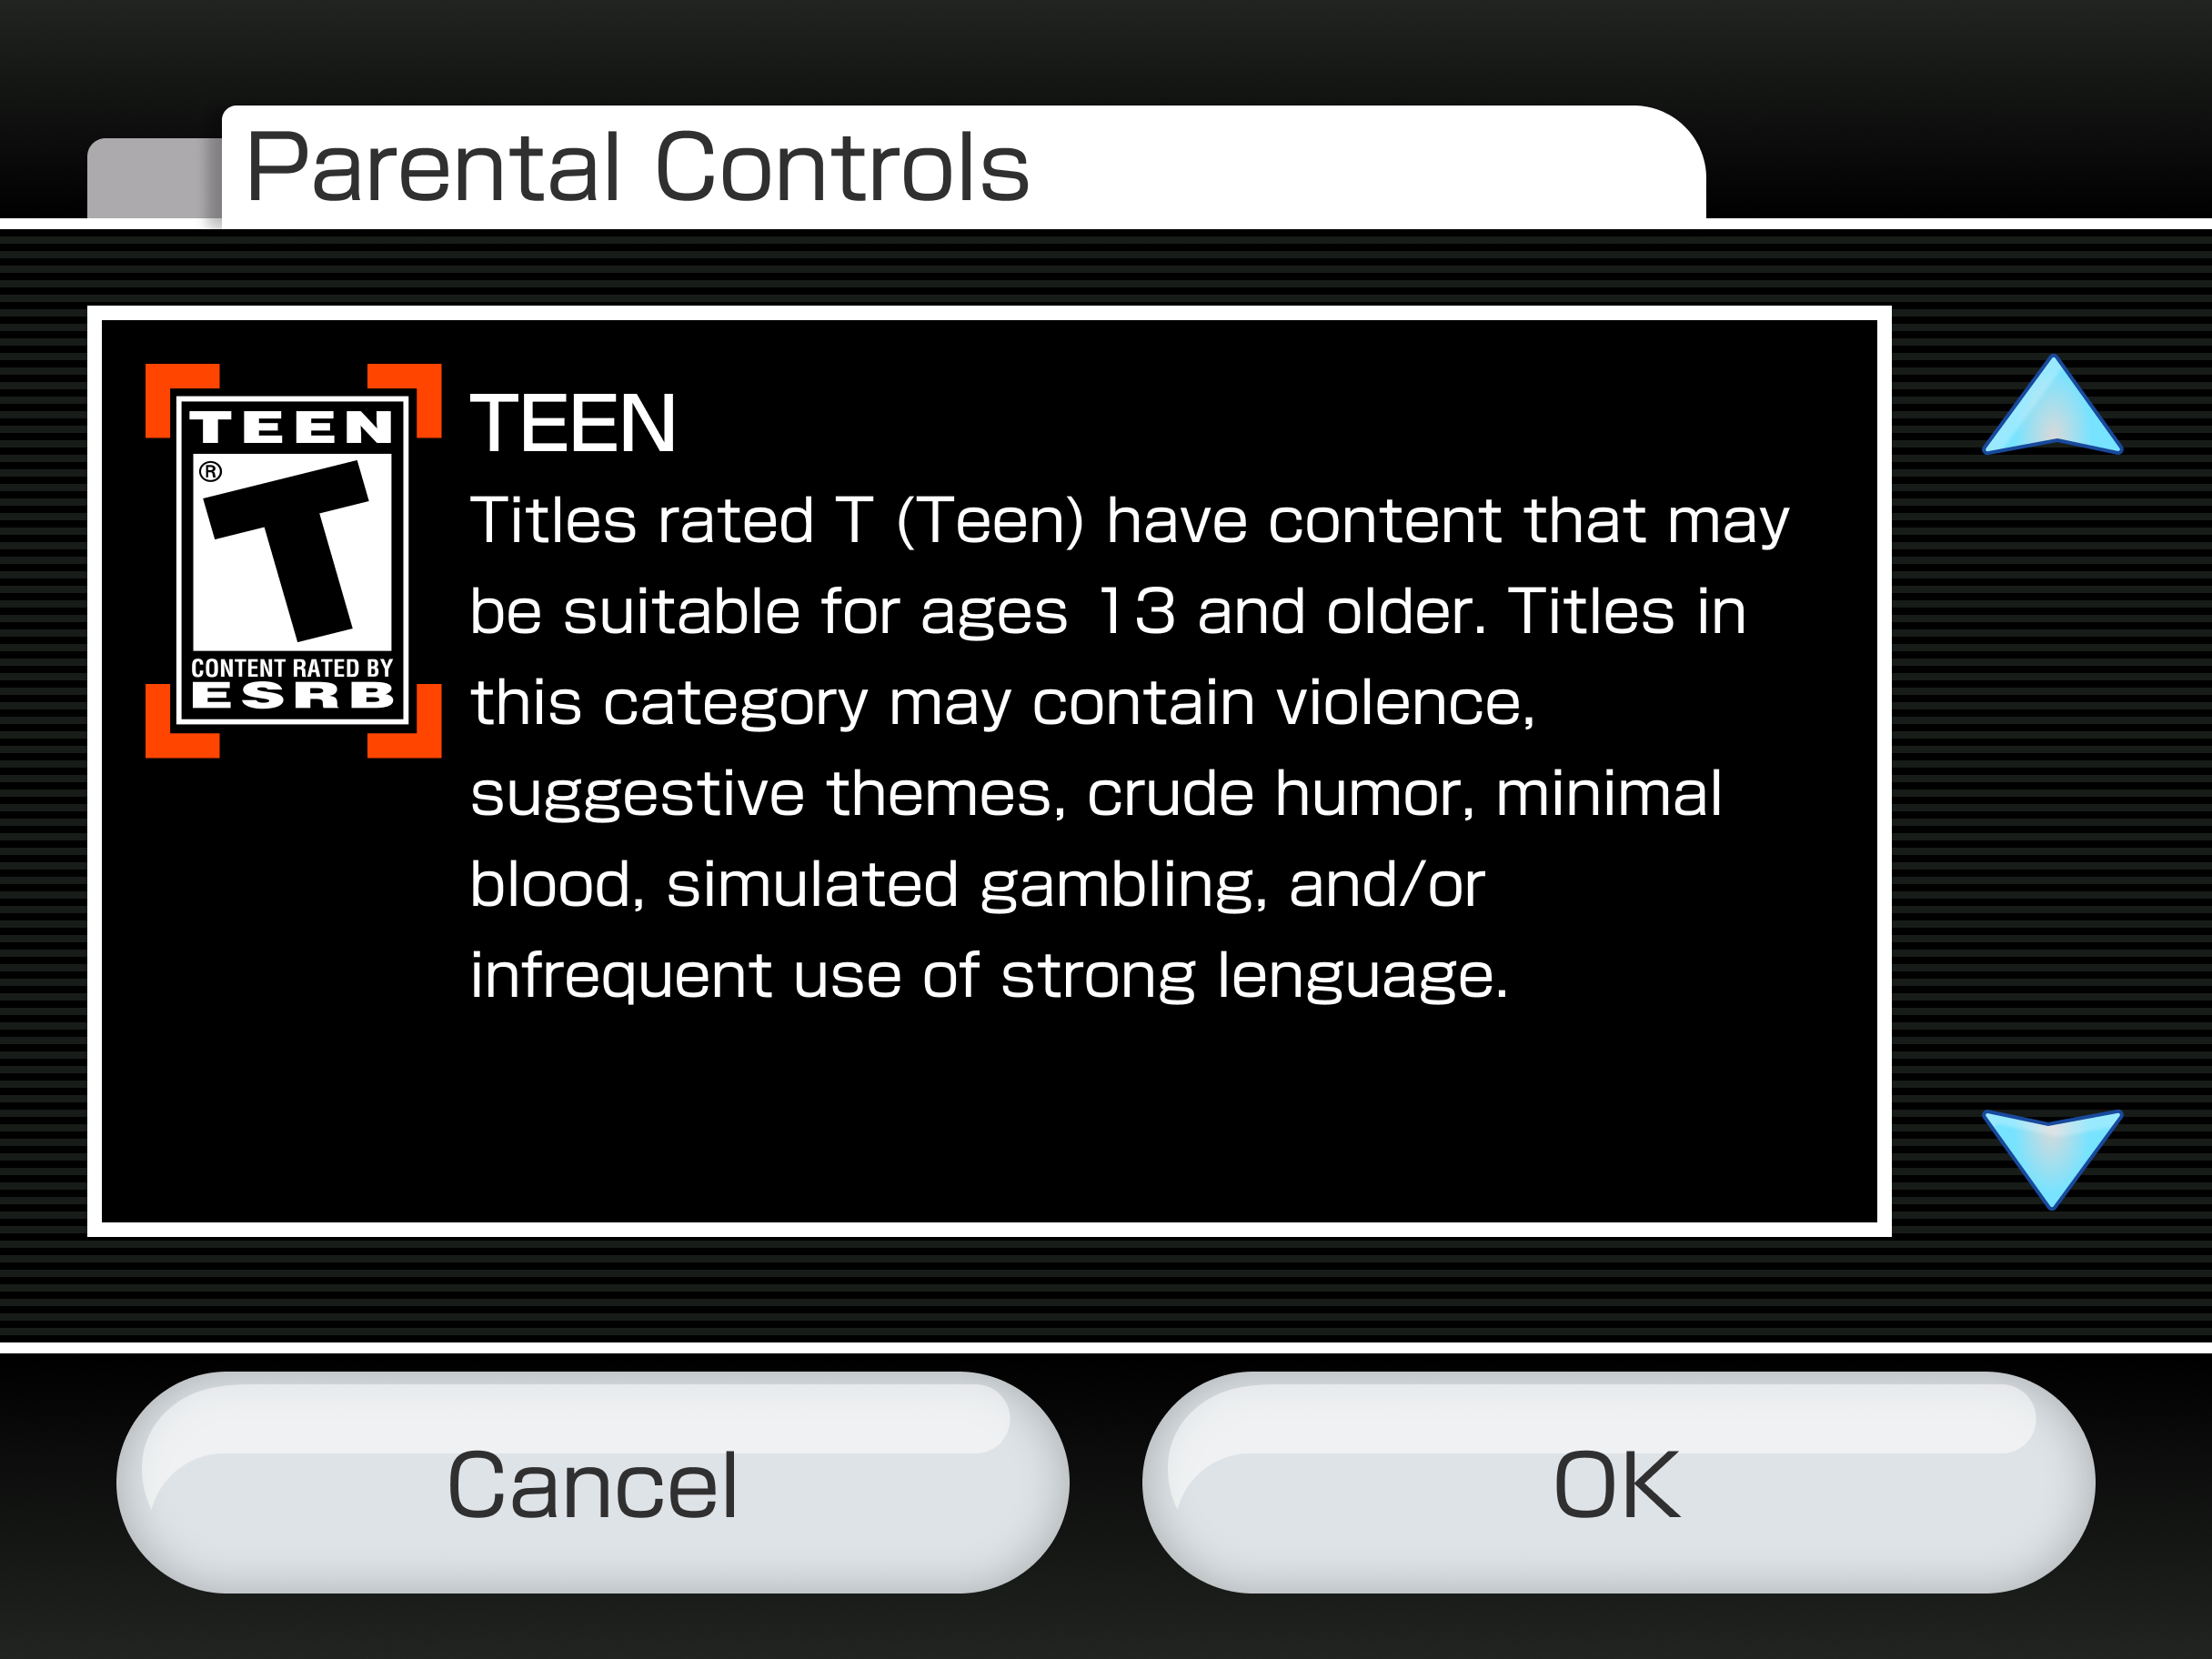 Parental Controls
TEEN
®
T
CONTENT RATED BY
ESRB
TEEN
Titles rated T (Teen) have content that may
be suitable for ages 13 and older. Titles in
this category may contain violence,
suggestive themes, crude humor, minimal
blood, simulated gambling, and/or
infrequent use of strong lenguage.
Cancel
OK